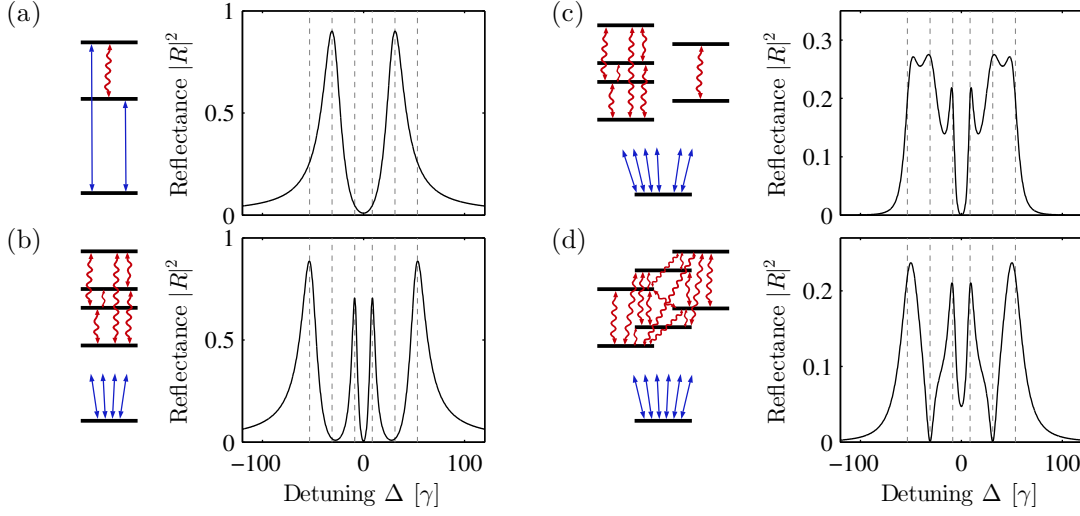 (a)
Reflectance |R|²
1
0.5
0
(b)
Reflectance |R|²
1
0.5
0
−100
0
100
Detuning Δ [γ]
(c)
Reflectance |R|²
0.3
0.2
0.1
0
(d)
Reflectance |R|²
0.2
0.1
0
−100
0
100
Detuning Δ [γ]